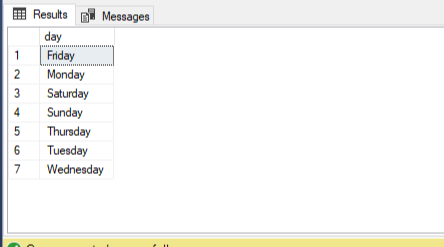 Results Messages
day
1 Friday
2 Monday
3 Saturday
4 Sunday
5 Thursday
6 Tuesday
7 Wednesday